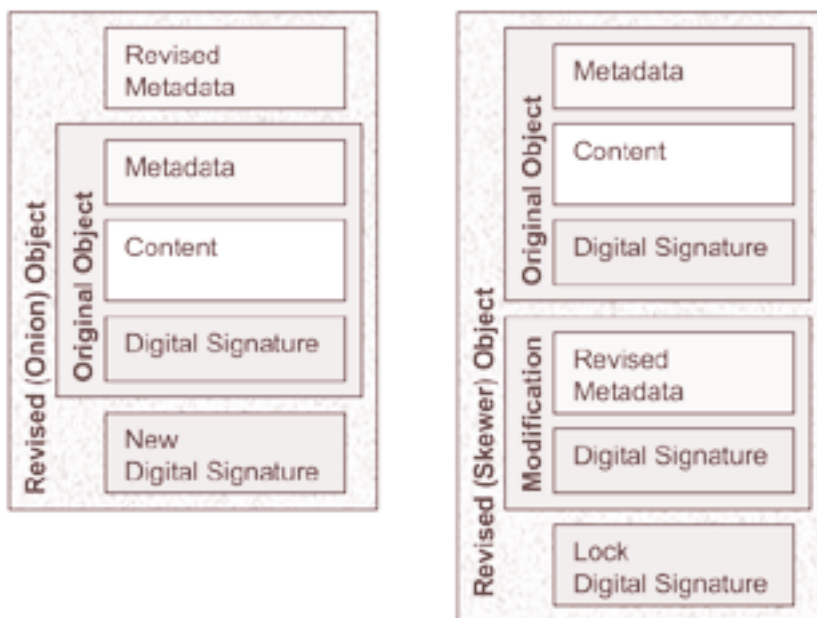 Revised (Onion) Object
Revised
Metadata
Original Object
Metadata
Content
Digital Signature
New
Digital Signature
Revised (Skewer) Object
Original Object
Metadata
Content
Digital Signature
Modification
Revised
Metadata
Digital Signature
Lock
Digital Signature